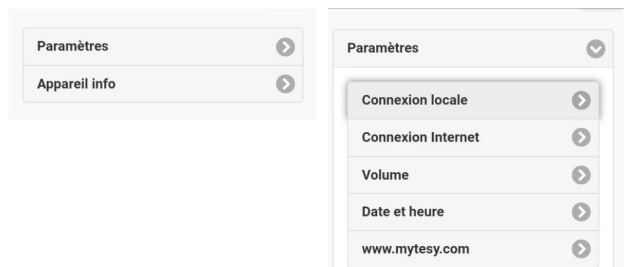 Paramètres
Appareil info
Paramètres
Connexion locale
Connexion Internet
Volume
Date et heure
www.mytesy.com